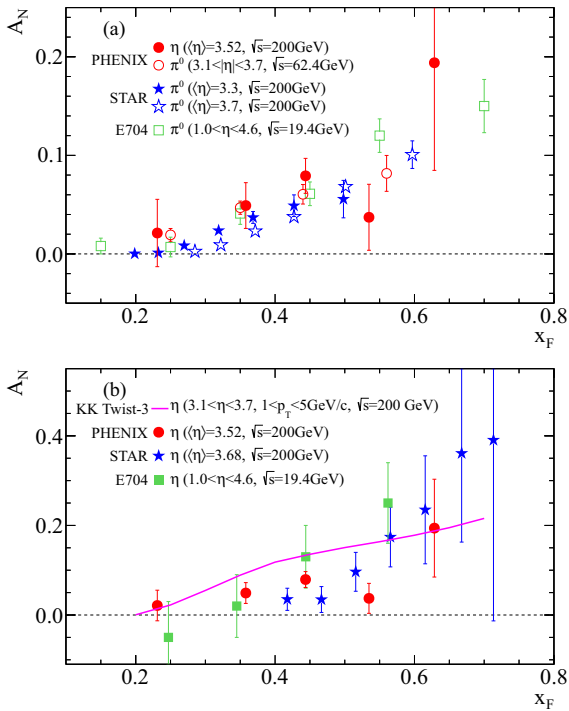 A_N
(a)
0.2
0.1
0.0
PHENIX
η (⟨η⟩=3.52, √s=200GeV)
π⁰ (3.1<|η|<3.7, √s=62.4GeV)
STAR
π⁰ (⟨η⟩=3.3, √s=200GeV)
π⁰ (⟨η⟩=3.7, √s=200GeV)
E704 π⁰ (1.0<η<4.6, √s=19.4GeV)
0.2 0.4 0.6 0.8
x_F
A_N
(b)
0.4
0.2
0.0
KK Twist-3 η (3.1<η<3.7, 1<p_T<5GeV/c, √s=200 GeV)
PHENIX η (⟨η⟩=3.52, √s=200GeV)
STAR η (⟨η⟩=3.68, √s=200GeV)
E704 η (1.0<η<4.6, √s=19.4GeV)
0.2 0.4 0.6 0.8
x_F